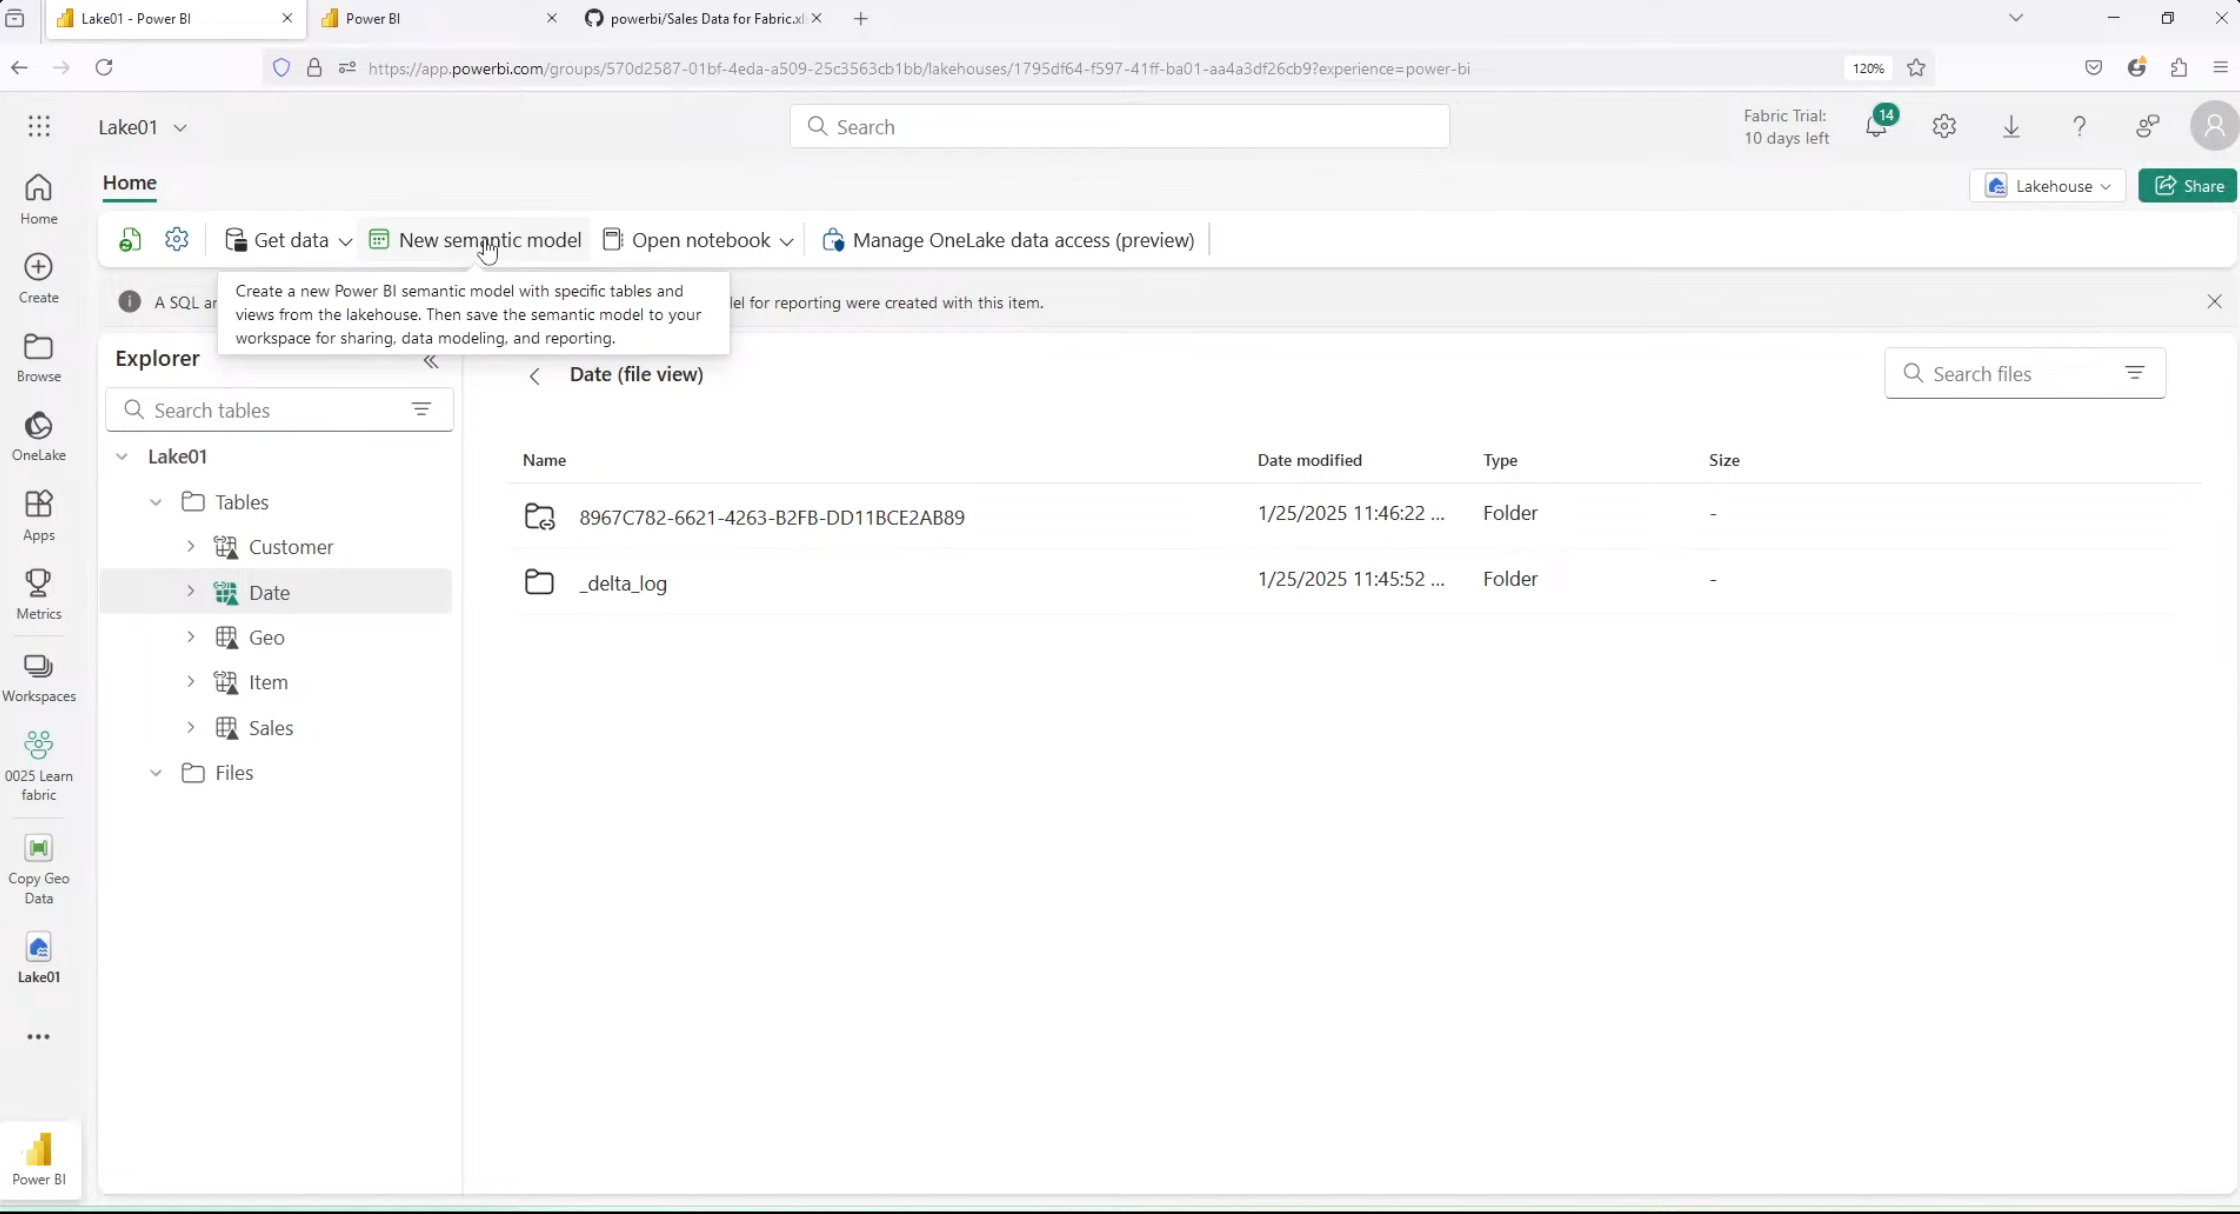 Lake01 - Power BI
Power BI
powerbi/Sales Data for Fabric.xl
https://app.powerbi.com/groups/570d2587-01bf-4eda-a509-25c3563cb1bb/lakehouses/1795df64-f597-41ff-ba01-aa4a3df26cb9?experience=power-bi
120%
Lake01
Search
Fabric Trial:
10 days left
14
Home
Lakehouse
Share
Get data
New semantic model
Open notebook
Manage OneLake data access (preview)
A SQL an
Create a new Power BI semantic model with specific tables and
views from the lakehouse. Then save the semantic model to your
workspace for sharing, data modeling, and reporting.
el for reporting were created with this item.
Home
Create
Browse
OneLake
Apps
Metrics
Workspaces
0025 Learn
fabric
Copy Geo
Data
Lake01
Power BI
Explorer
Search tables
Lake01
Tables
Customer
Date
Geo
Item
Sales
Files
Date (file view)
Search files
Name
Date modified
Type
Size
8967C782-6621-4263-B2FB-DD11BCE2AB89
1/25/2025 11:46:22 ...
Folder
-
_delta_log
1/25/2025 11:45:52 ...
Folder
-